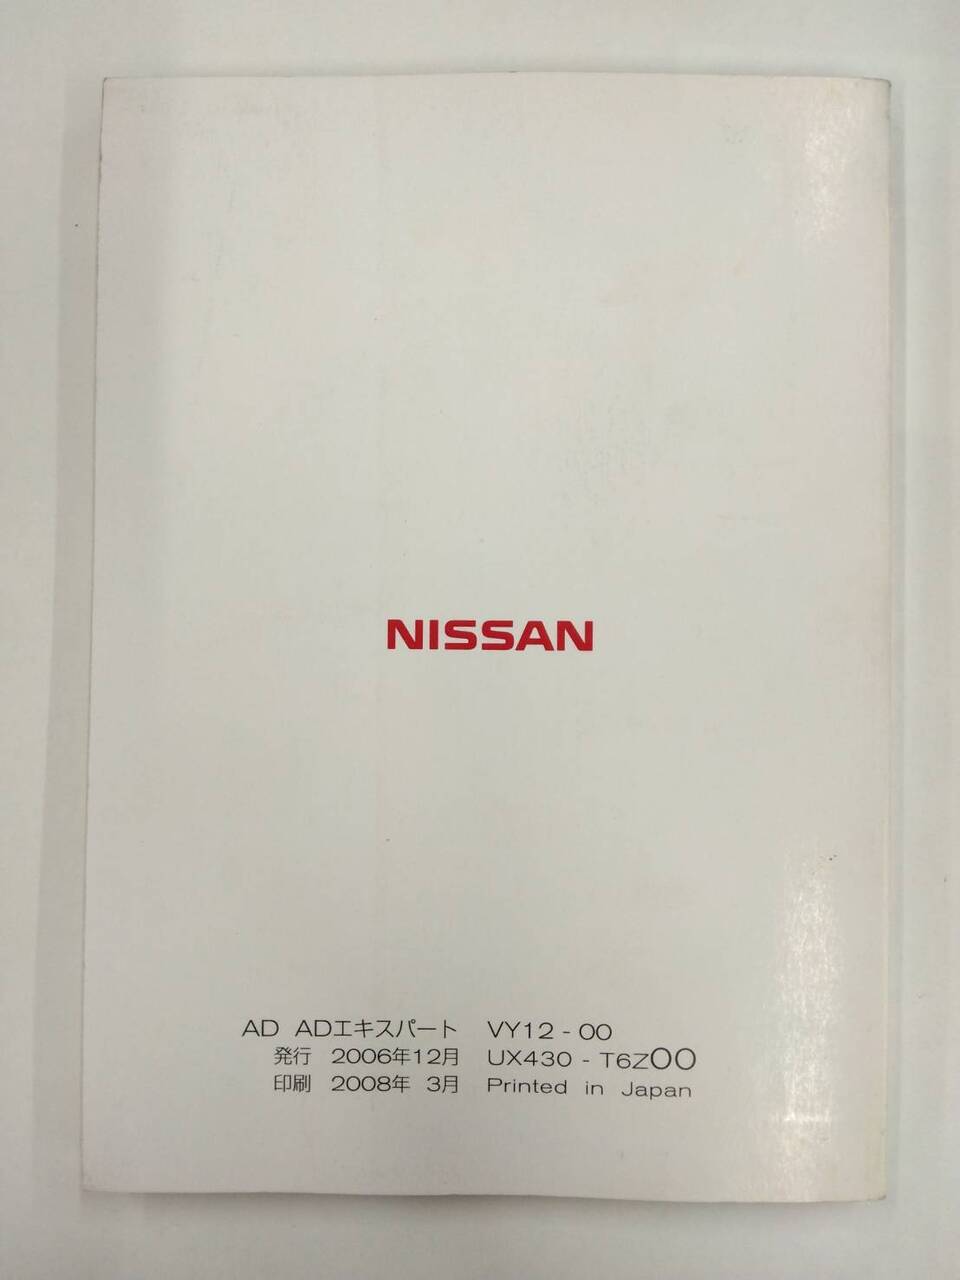 NISSAN
AD ADエキスパート VY12-00
発行 2006年12月 UX430-T6Z00
印刷 2008年 3月 Printed in Japan